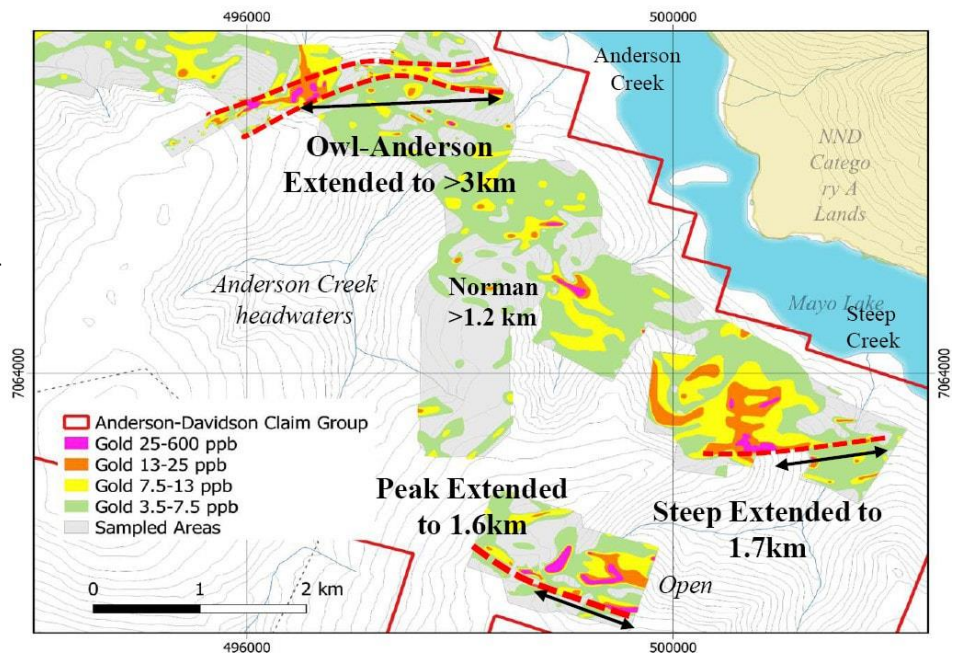 496000
500000
Anderson
Creek
NND
Catego
ry A
Lands
Owl-Anderson
Extended to >3km
Anderson Creek
headwaters
Norman
>1.2 km
Mayo Lake
Steep
Creek
7064000
7064000
Anderson-Davidson Claim Group
Gold 25-600 ppb
Gold 13-25 ppb
Gold 7.5-13 ppb
Gold 3.5-7.5 ppb
Sampled Areas
Peak Extended
to 1.6km
Steep Extended to
1.7km
Open
0 1 2 km
496000
500000